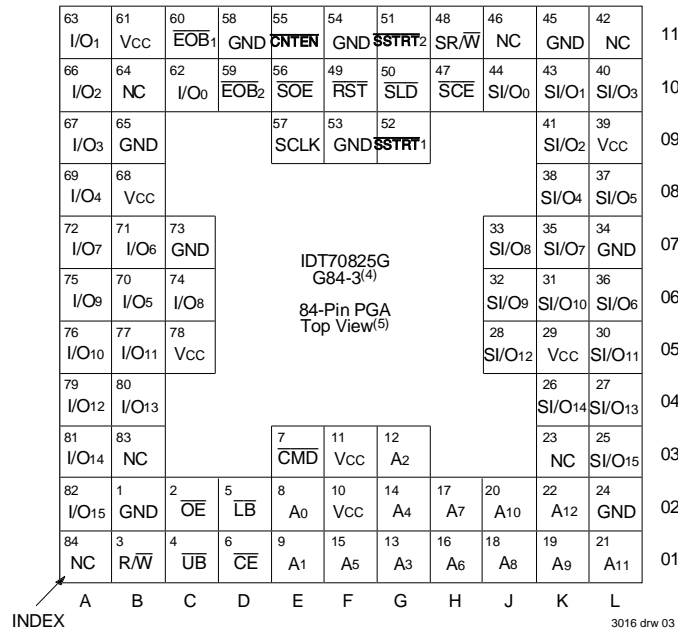 63 61 60 58 55 54 51 48 46 45 42
I/O1 VCC EOB1 GND CNTEN GND SSTRT2 SR/W NC GND NC 11
66 64 62 59 56 49 50 47 44 43 40
I/O2 NC I/O0 EOB2 SOE RST SLD SCE SI/O0 SI/O1 SI/O3 10
67 65 57 53 52 41 39
I/O3 GND SCLK GND SSTRT1 SI/O2 VCC 09
69 68 38 37
I/O4 VCC SI/O4 SI/O5 08
72 71 73 33 35 34
I/O7 I/O6 GND SI/O8 SI/O7 GND 07
IDT70825G
G84-3(4)
75 70 74 32 31 36
I/O9 I/O5 I/O8 SI/O9 SI/O10 SI/O6 06
84-Pin PGA
Top View(5)
76 77 78 28 29 30
I/O10 I/O11 VCC SI/O12 VCC SI/O11 05
79 80 26 27
I/O12 I/O13 SI/O14 SI/O13 04
81 83 7 11 12 23 25
I/O14 NC CMD VCC A2 NC SI/O15 03
82 1 2 5 8 10 14 17 20 22 24
I/O15 GND OE LB A0 VCC A4 A7 A10 A12 GND 02
84 3 4 6 9 15 13 16 18 19 21
NC R/W UB CE A1 A5 A3 A6 A8 A9 A11 01
A B C D E F G H J K L
INDEX
3016 drw 03